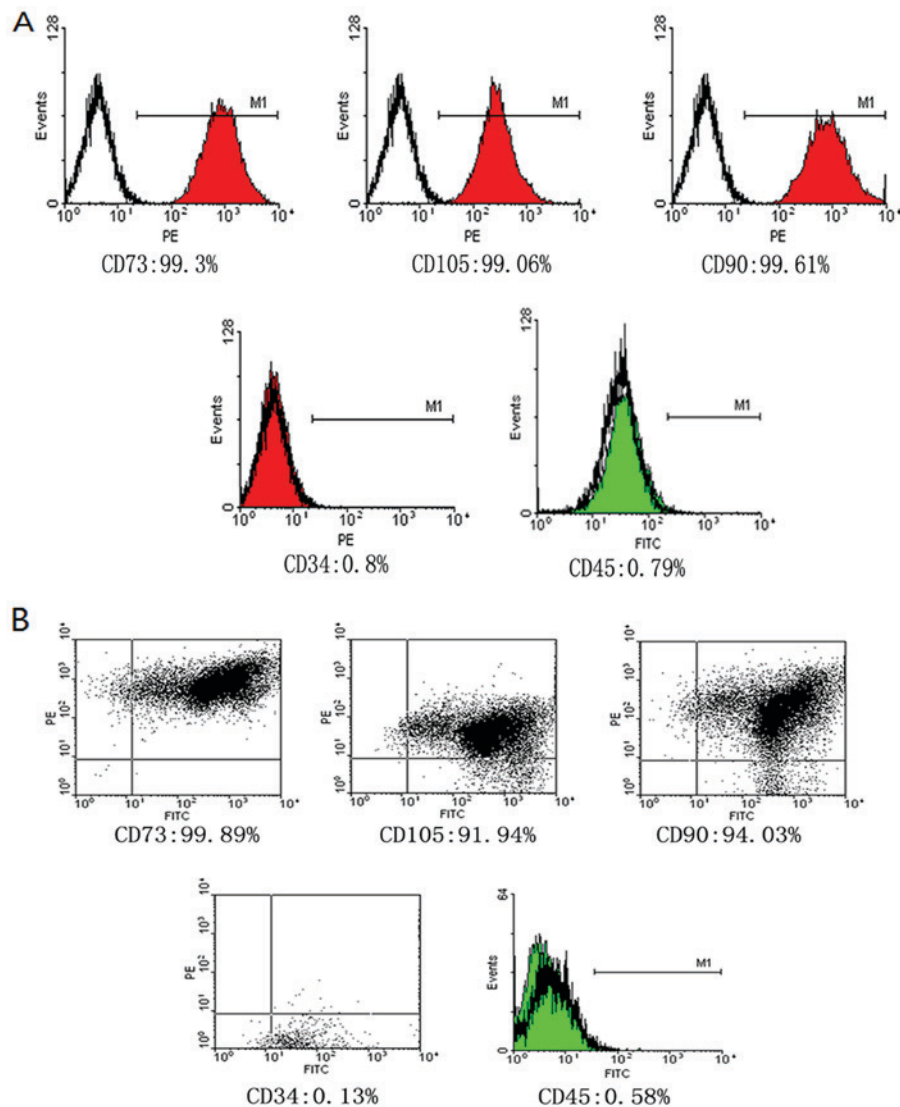 A
128
Events
0
M1
10⁰ 10¹ 10² 10³ 10⁴
PE
CD73:99.3%
128
Events
0
M1
10⁰ 10¹ 10² 10³ 10⁴
PE
CD105:99.06%
128
Events
0
M1
10⁰ 10¹ 10² 10³ 10⁴
PE
CD90:99.61%
128
Events
0
M1
10⁰ 10¹ 10² 10³ 10⁴
PE
CD34:0.8%
128
Events
0
M1
10⁰ 10¹ 10² 10³ 10⁴
FITC
CD45:0.79%
B
10⁴
10³
10²
10¹
10⁰
PE
10⁰ 10¹ 10² 10³ 10⁴
FITC
CD73:99.89%
10⁴
10³
10²
10¹
10⁰
PE
10⁰ 10¹ 10² 10³ 10⁴
FITC
CD105:91.94%
10⁴
10³
10²
10¹
10⁰
PE
10⁰ 10¹ 10² 10³ 10⁴
FITC
CD90:94.03%
10⁴
10³
10²
10¹
10⁰
PE
10⁰ 10¹ 10² 10³ 10⁴
FITC
CD34:0.13%
64
Events
0
M1
10⁰ 10¹ 10² 10³ 10⁴
FITC
CD45:0.58%